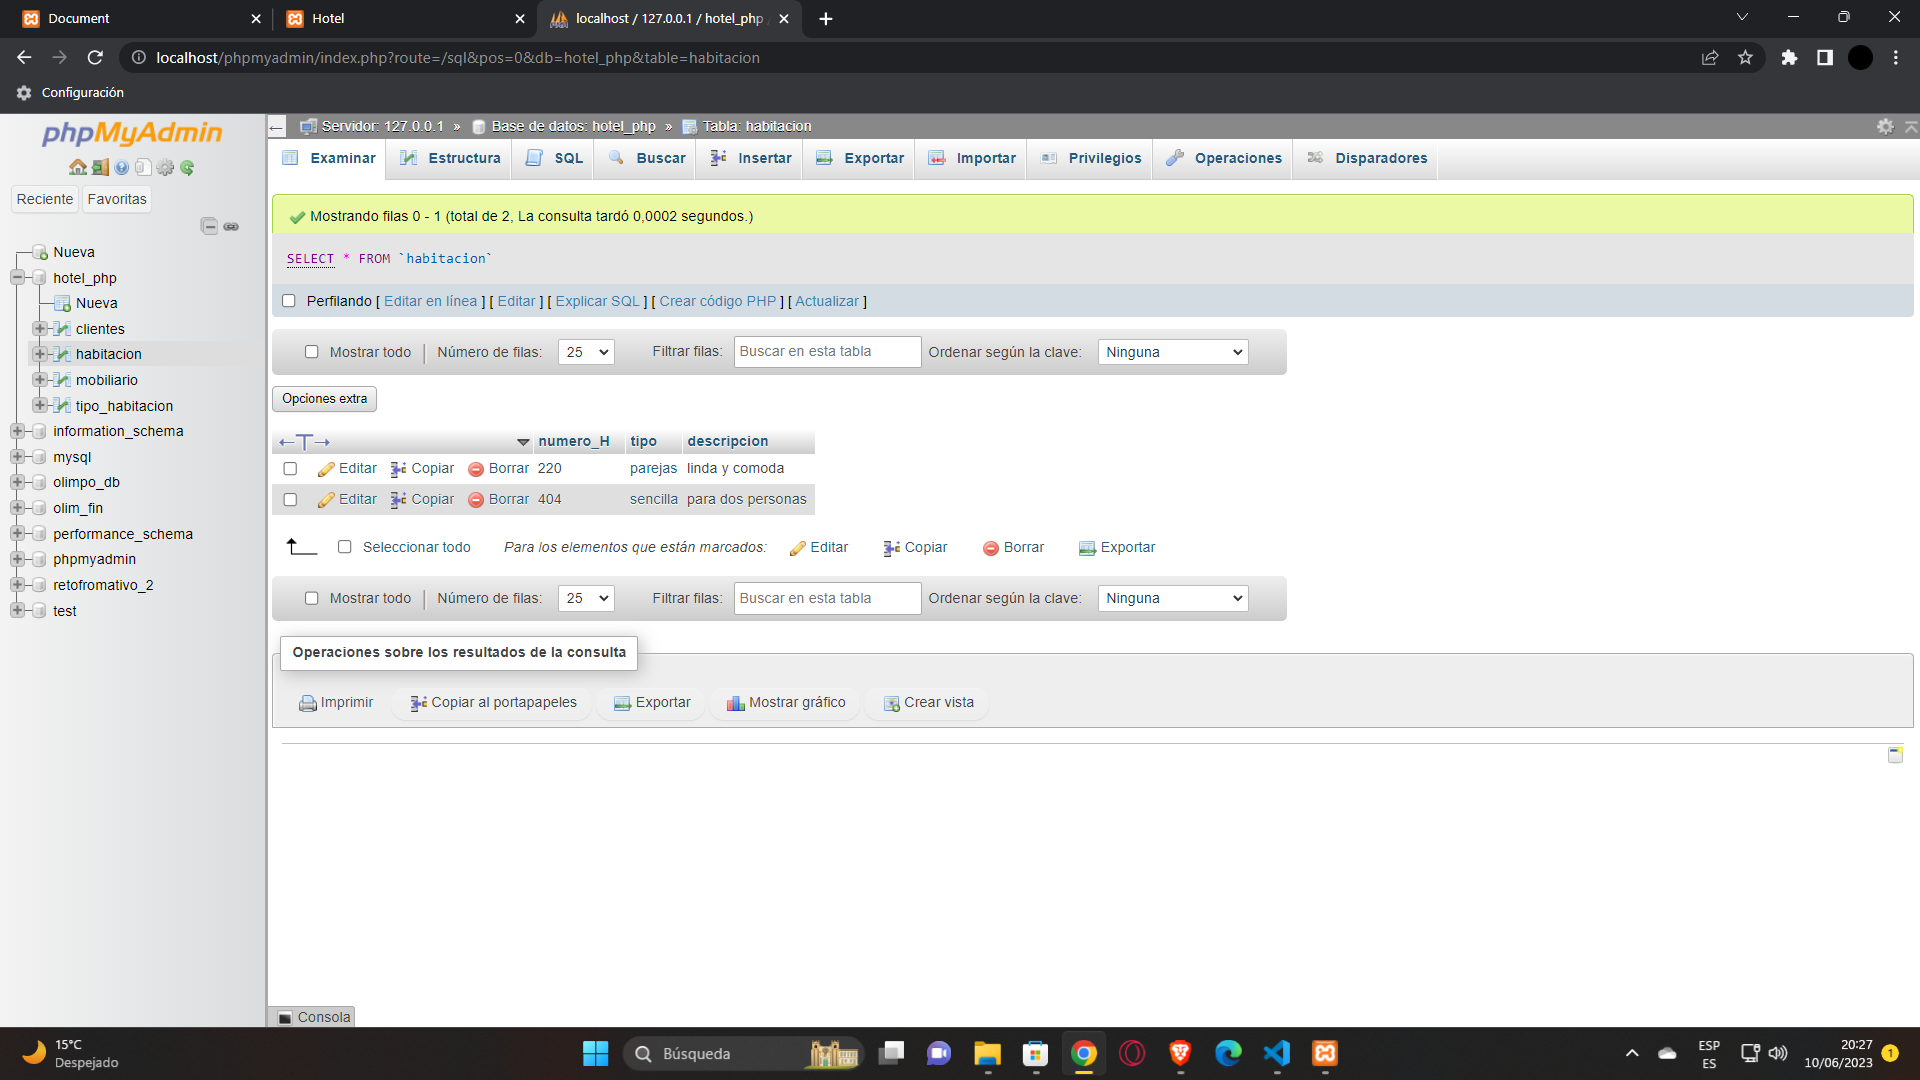 Document
Hotel
localhost / 127.0.0.1 / hotel_php
localhost/phpmyadmin/index.php?route=/sql&pos=0&db=hotel_php&table=habitacion
Configuración
phpMyAdmin
Reciente
Favoritas
Nueva
hotel_php
Nueva
clientes
habitacion
mobiliario
tipo_habitacion
information_schema
mysql
olimpo_db
olim_fin
performance_schema
phpmyadmin
retofromativo_2
test
Servidor: 127.0.0.1 » Base de datos: hotel_php » Tabla: habitacion
Examinar Estructura SQL Buscar Insertar Exportar Importar Privilegios Operaciones Disparadores
Mostrando filas 0 - 1 (total de 2, La consulta tardó 0,0002 segundos.)
SELECT * FROM `habitacion`
Perfilando [ Editar en línea ] [ Editar ] [ Explicar SQL ] [ Crear código PHP ] [ Actualizar ]
Mostrar todo | Número de filas: 25 Filtrar filas: Buscar en esta tabla Ordenar según la clave: Ninguna
Opciones extra
←T→ numero_H tipo descripcion
Editar Copiar Borrar 220 parejas linda y comoda
Editar Copiar Borrar 404 sencilla para dos personas
Seleccionar todo Para los elementos que están marcados: Editar Copiar Borrar Exportar
Mostrar todo | Número de filas: 25 Filtrar filas: Buscar en esta tabla Ordenar según la clave: Ninguna
Operaciones sobre los resultados de la consulta
Imprimir Copiar al portapapeles Exportar Mostrar gráfico Crear vista
Consola
15°C
Despejado
Búsqueda
ESP
ES
20:27
10/06/2023
1